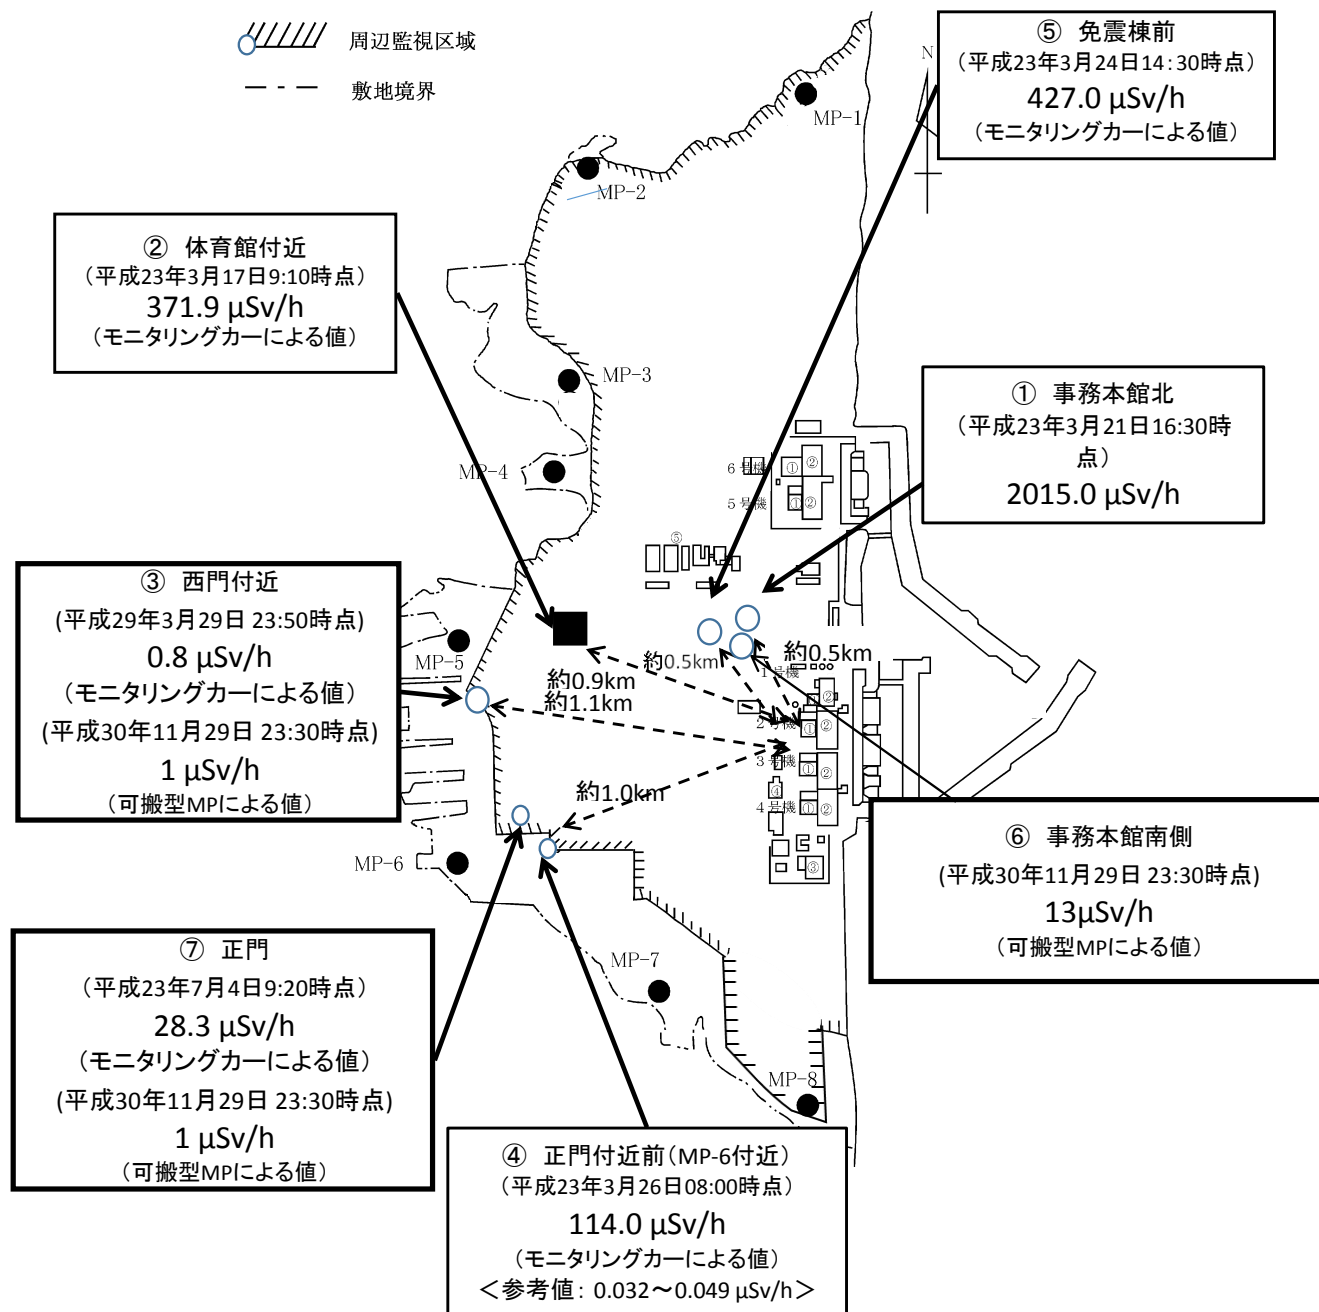 周辺監視区域
敷地境界
⑤ 免震棟前
(平成23年3月24日14:30時点)
427.0 μSv/h
(モニタリングカーによる値)
N
MP-1
MP-2
② 体育館付近
(平成23年3月17日9:10時点)
371.9 μSv/h
(モニタリングカーによる値)
MP-3
① 事務本館北
(平成23年3月21日16:30時
点)
2015.0 μSv/h
MP-4
6号機
①
②
5号機
①
②
⑤
③ 西門付近
(平成29年3月29日 23:50時点)
0.8 μSv/h
(モニタリングカーによる値)
(平成30年11月29日 23:30時点)
1 μSv/h
(可搬型MPによる値)
MP-5
約0.5km
約0.5km
約0.9km
約1.1km
1号機
②
2号機
①
②
3号機
①
②
④
4号機
①
②
③
約1.0km
MP-6
⑥ 事務本館南側
(平成30年11月29日 23:30時点)
13μSv/h
(可搬型MPによる値)
⑦ 正門
(平成23年7月4日9:20時点)
28.3 μSv/h
(モニタリングカーによる値)
(平成30年11月29日 23:30時点)
1 μSv/h
(可搬型MPによる値)
MP-7
MP-8
④ 正門付近前(MP-6付近)
(平成23年3月26日08:00時点)
114.0 μSv/h
(モニタリングカーによる値)
<参考値: 0.032～0.049 μSv/h>